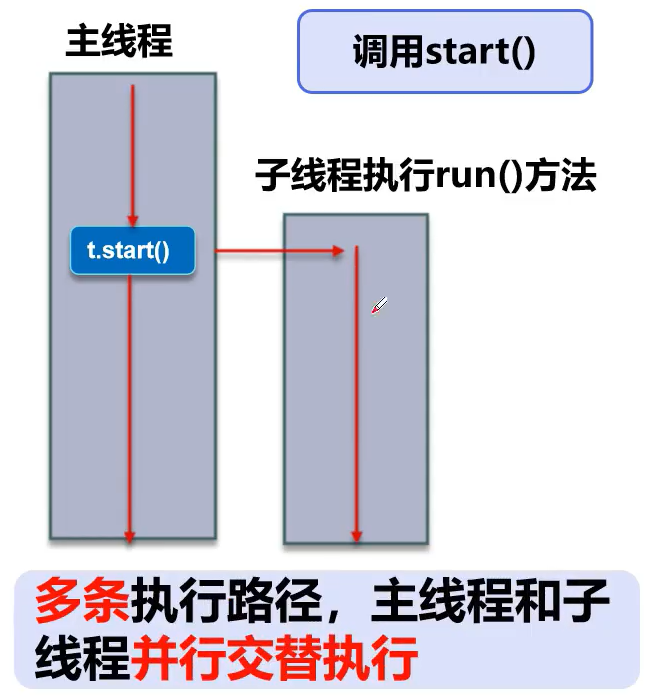 主线程
调用start()
子线程执行run()方法
t.start()
多条执行路径，主线程和子
线程并行交替执行